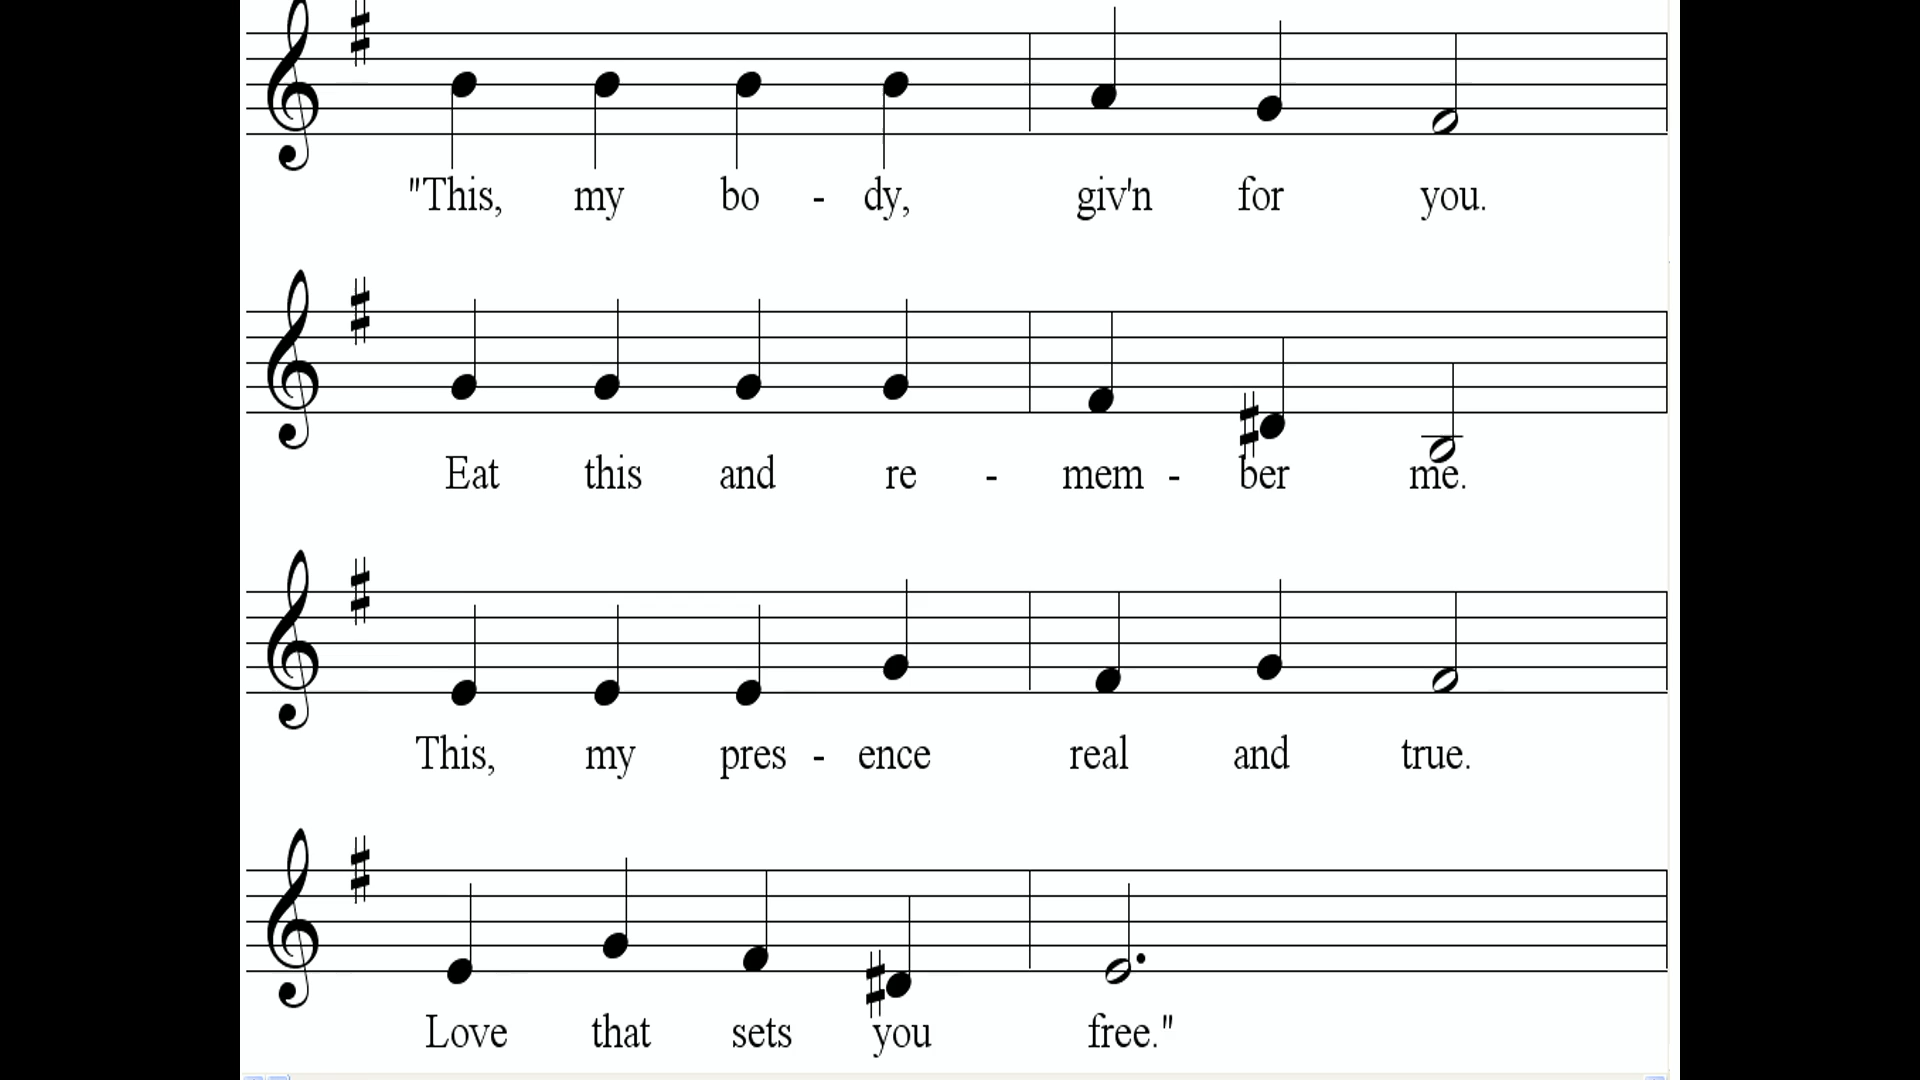 "This, my bo - dy, giv'n for you.
Eat this and re - mem - ber me.
This, my pres - ence real and true.
Love that sets you free."